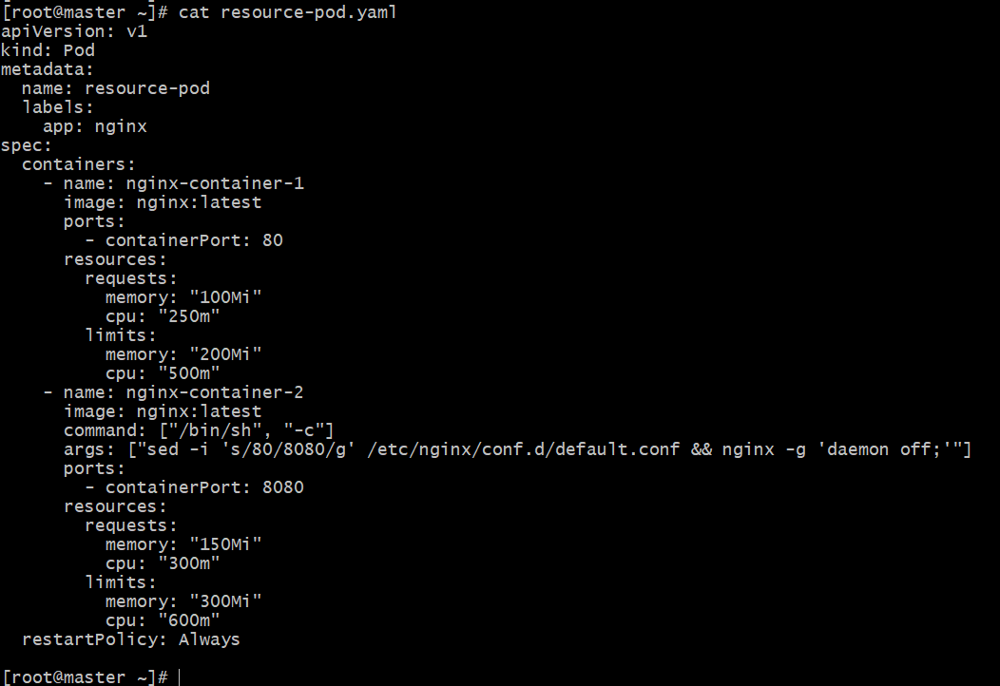 [root@master ~]# cat resource-pod.yaml
apiVersion: v1
kind: Pod
metadata:
  name: resource-pod
  labels:
    app: nginx
spec:
  containers:
    - name: nginx-container-1
      image: nginx:latest
      ports:
        - containerPort: 80
      resources:
        requests:
          memory: "100Mi"
          cpu: "250m"
        limits:
          memory: "200Mi"
          cpu: "500m"
    - name: nginx-container-2
      image: nginx:latest
      command: ["/bin/sh", "-c"]
      args: ["sed -i 's/80/8080/g' /etc/nginx/conf.d/default.conf && nginx -g 'daemon off;'"]
      ports:
        - containerPort: 8080
      resources:
        requests:
          memory: "150Mi"
          cpu: "300m"
        limits:
          memory: "300Mi"
          cpu: "600m"
  restartPolicy: Always
[root@master ~]#